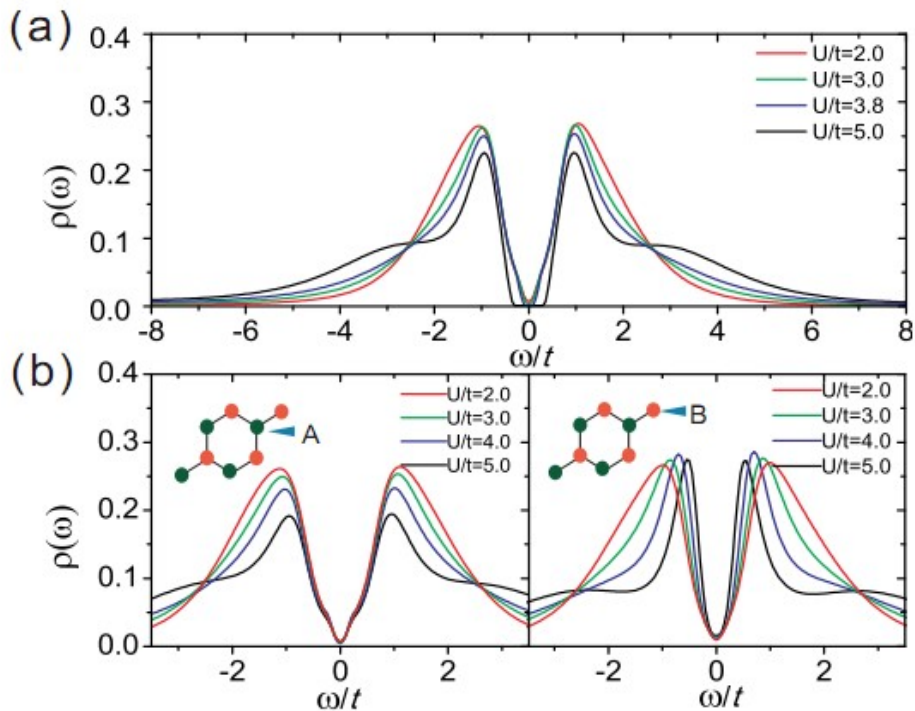 (a)
0.4
0.3
0.2
0.1
0.0
ρ(ω)
U/t=2.0
U/t=3.0
U/t=3.8
U/t=5.0
-8 -6 -4 -2 0 2 4 6 8
ω/t
(b)
0.4
0.3
0.2
0.1
0.0
ρ(ω)
A
U/t=2.0
U/t=3.0
U/t=4.0
U/t=5.0
-2 0 2
ω/t
B
U/t=2.0
U/t=3.0
U/t=4.0
U/t=5.0
-2 0 2
ω/t